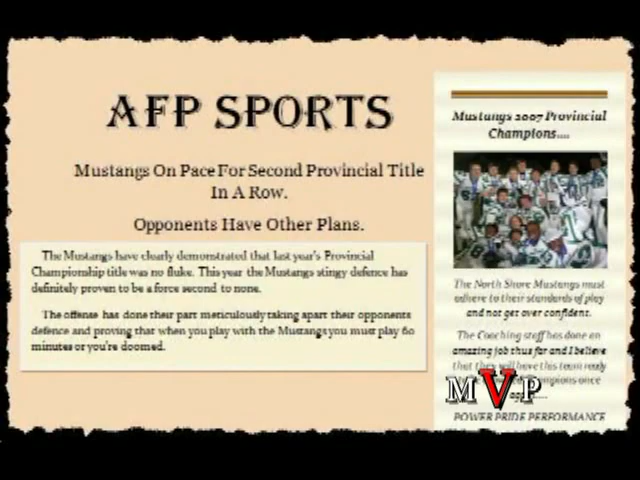 AFP SPORTS
Mustangs On Pace For Second Provincial Title
In A Row.
Opponents Have Other Plans.
The Mustangs have clearly demonstrated that last year's Provincial
Championship title was no fluke. This year the Mustangs stingy defence has
definitely proven to be a force second to none.
The offense has done their part meticulously taking apart their opponents
defence and proving that when you play with the Mustangs you must play 60
minutes or you're doomed.
Mustangs 2007 Provincial
Champions....
The North Shore Mustangs must
adhere to their standards of play
and not get over confident.
The Coaching staff has done an
amazing job thus far and I believe
that they will have this team ready
Champions once
MVP
POWER PRIDE PERFORMANCE